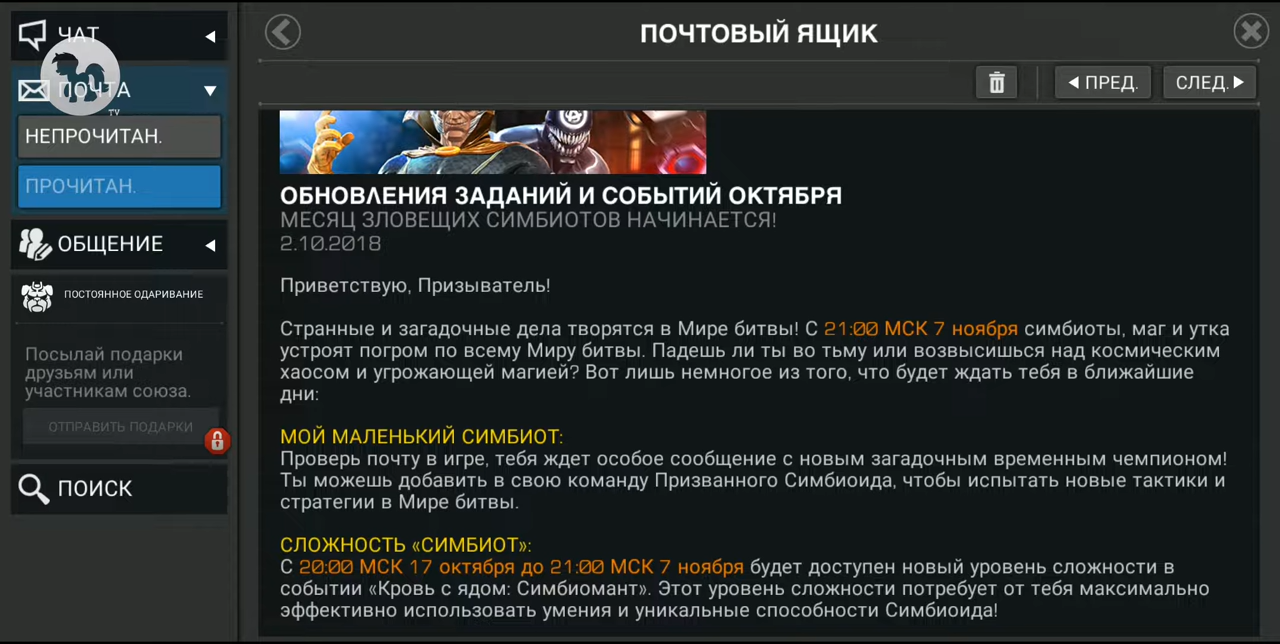 ЧАТ
ПОЧТА
TV
НЕПРОЧИТАН.
ПРОЧИТАН.
ОБЩЕНИЕ
ПОСТОЯННОЕ ОДАРИВАНИЕ
Посылай подарки
друзьям или
участникам союза.
ОТПРАВИТЬ ПОДАРКИ
ПОИСК
ПОЧТОВЫЙ ЯЩИК
ПРЕД.
СЛЕД.
ОБНОВЛЕНИЯ ЗАДАНИЙ И СОБЫТИЙ ОКТЯБРЯ
МЕСЯЦ ЗЛОВЕЩИХ СИМБИОТОВ НАЧИНАЕТСЯ!
2.10.2018
Приветствую, Призыватель!
Странные и загадочные дела творятся в Мире битвы! С 21:00 МСК 7 ноября симбиоты, маг и утка
устроят погром по всему Миру битвы. Падешь ли ты во тьму или возвысишься над космическим
хаосом и угрожающей магией? Вот лишь немногое из того, что будет ждать тебя в ближайшие
дни:
МОЙ МАЛЕНЬКИЙ СИМБИОТ:
Проверь почту в игре, тебя ждет особое сообщение с новым загадочным временным чемпионом!
Ты можешь добавить в свою команду Призванного Симбиоида, чтобы испытать новые тактики и
стратегии в Мире битвы.
СЛОЖНОСТЬ «СИМБИОТ»:
С 20:00 МСК 17 октября до 21:00 МСК 7 ноября будет доступен новый уровень сложности в
событии «Кровь с ядом: Симбиомант». Этот уровень сложности потребует от тебя максимально
эффективно использовать умения и уникальные способности Симбиоида!